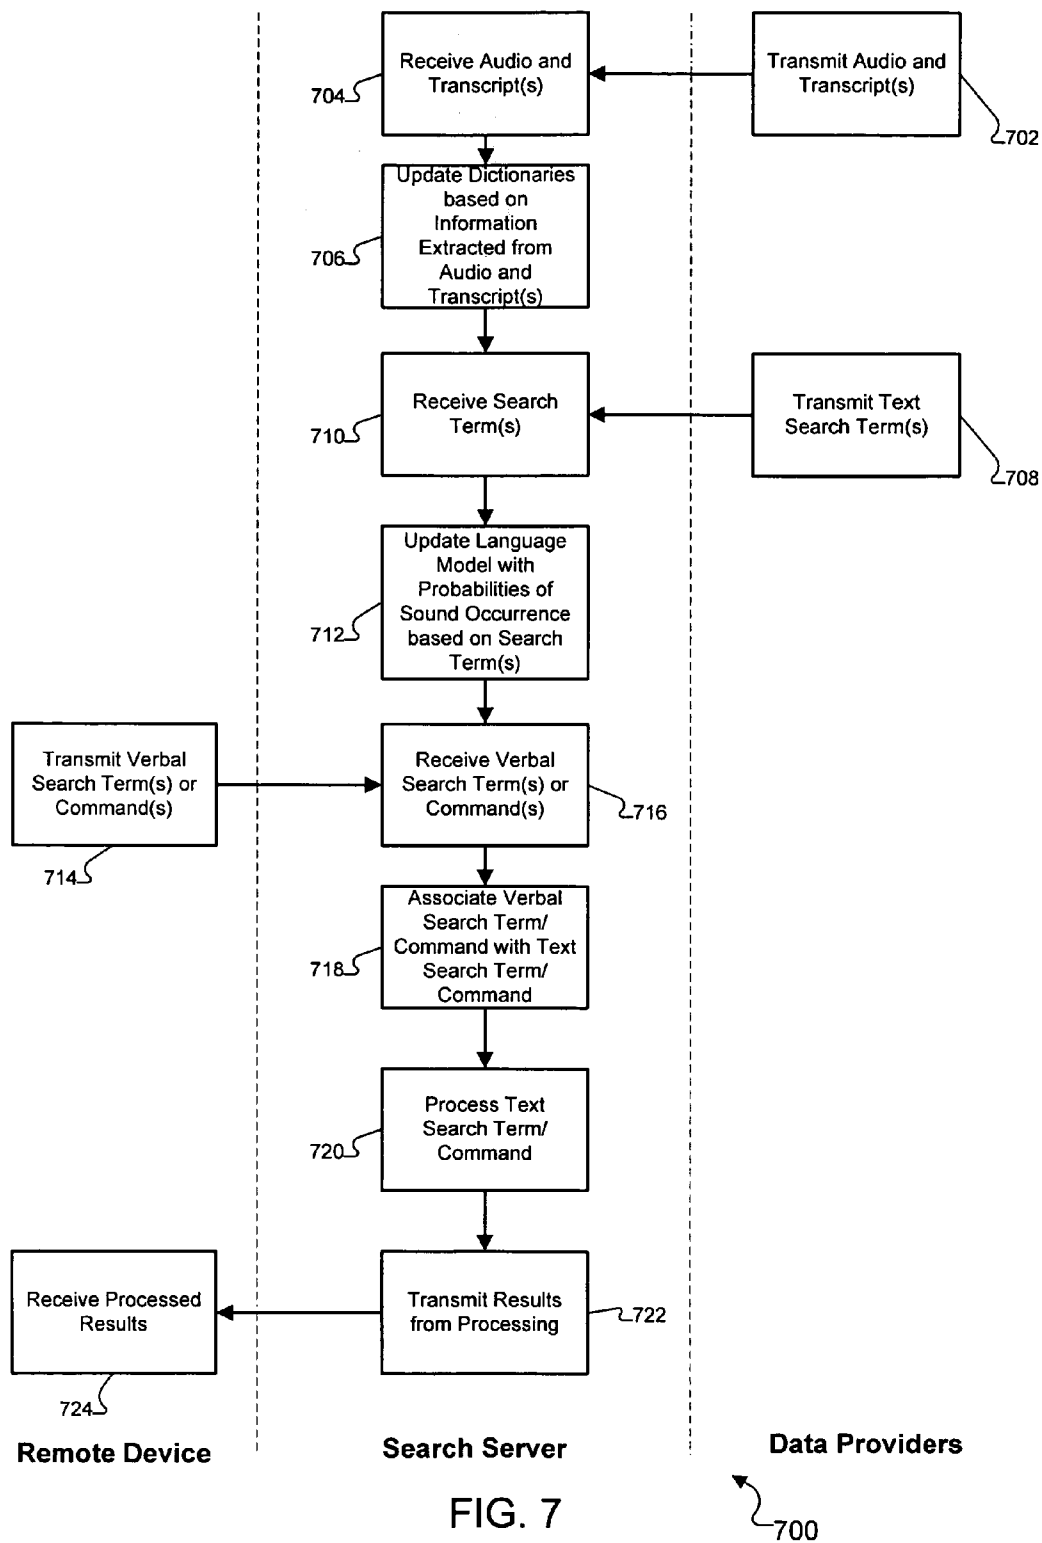 Receive Audio and
Transcript(s)
704
Transmit Audio and
Transcript(s)
702
Update Dictionaries
based on
Information
Extracted from
Audio and
Transcript(s)
706
Receive Search
Term(s)
710
Transmit Text
Search Term(s)
708
Update Language
Model with
Probabilities of
Sound Occurrence
based on Search
Term(s)
712
Transmit Verbal
Search Term(s) or
Command(s)
714
Receive Verbal
Search Term(s) or
Command(s)
716
Associate Verbal
Search Term/
Command with Text
Search Term/
Command
718
Process Text
Search Term/
Command
720
Receive Processed
Results
724
Transmit Results
from Processing
722
Remote Device
Search Server
Data Providers
FIG. 7
700